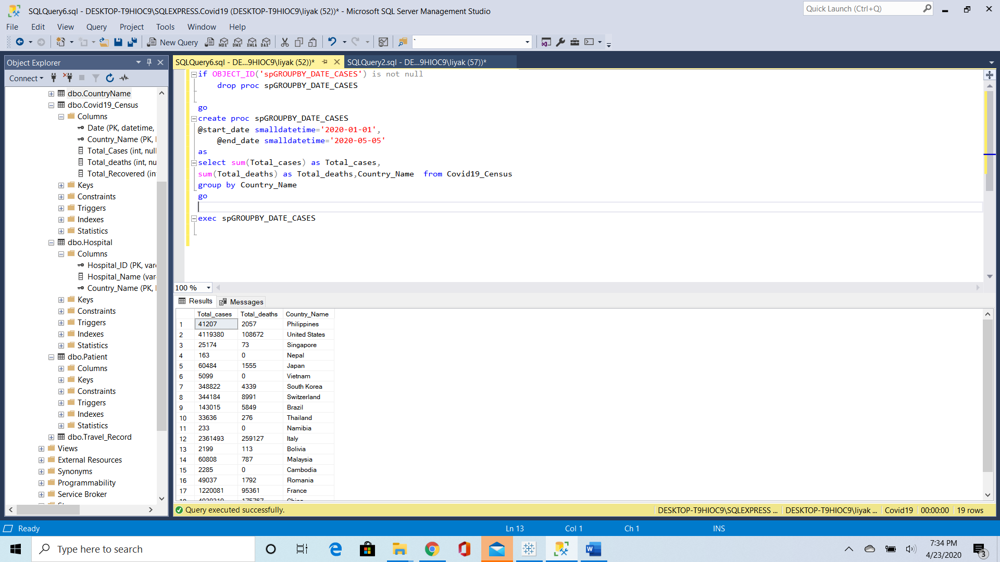 SQLQuery6.sql - DESKTOP-T9HIOC9\SQLEXPRESS.Covid19 (DESKTOP-T9HIOC9\liyak (52))* - Microsoft SQL Server Management Studio
Quick Launch (Ctrl+Q)
File Edit View Query Project Tools Window Help
New Query MDX DMX XMLA DAX
Object Explorer
Connect
dbo.CountryName
dbo.Covid19_Census
Columns
Date (PK, datetime,
Country_Name (PK,
Total_Cases (int, null
Total_deaths (int, nu
Total_Recovered (in
Keys
Constraints
Triggers
Indexes
Statistics
dbo.Hospital
Columns
Hospital_ID (PK, var
Hospital_Name (var
Country_Name (PK,
Keys
Constraints
Triggers
Indexes
Statistics
dbo.Patient
Columns
Keys
Constraints
Triggers
Indexes
Statistics
dbo.Travel_Record
Views
External Resources
Synonyms
Programmability
Service Broker
SQLQuery6.sql - DE...9HIOC9\liyak (52))* SQLQuery2.sql - DE...9HIOC9\liyak (57))*
if OBJECT_ID('spGROUPBY_DATE_CASES') is not null
drop proc spGROUPBY_DATE_CASES
go
create proc spGROUPBY_DATE_CASES
@start_date smalldatetime='2020-01-01',
@end_date smalldatetime='2020-05-05'
as
select sum(Total_cases) as Total_cases,
sum(Total_deaths) as Total_deaths,Country_Name from Covid19_Census
group by Country_Name
go
exec spGROUPBY_DATE_CASES
100 %
Results Messages
Total_cases Total_deaths Country_Name
1 41207 2057 Philippines
2 4119380 108672 United States
3 25174 73 Singapore
4 163 0 Nepal
5 60484 1555 Japan
6 5099 0 Vietnam
7 348822 4339 South Korea
8 344184 8991 Switzerland
9 143015 5849 Brazil
10 33636 276 Thailand
11 233 0 Namibia
12 2361493 259127 Italy
13 2199 113 Bolivia
14 60808 787 Malaysia
15 2285 0 Cambodia
16 49037 1792 Romania
17 1220081 95361 France
Query executed successfully.
DESKTOP-T9HIOC9\SQLEXPRESS ... DESKTOP-T9HIOC9\liyak ... Covid19 00:00:00 19 rows
Ready Ln 13 Col 1 Ch 1 INS
Type here to search
7:34 PM
4/23/2020
3